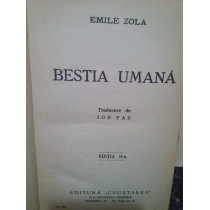 EMILE ZOLA
BESTIA UMANĂ
Traducere de
ION PAS
EDIȚIA II-a
EDITURA „CUGETAREA"